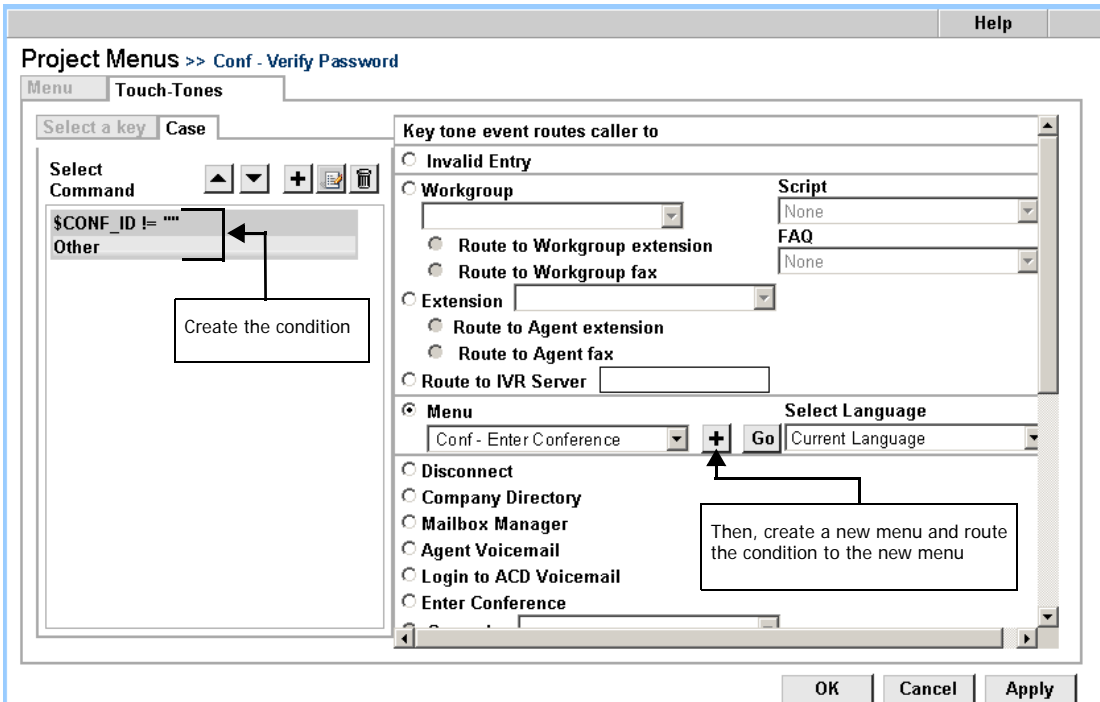 Help
Project Menus >> Conf - Verify Password
Menu
Touch-Tones
Select a key
Case
Select
Command
$CONF_ID != ""
Other
Create the condition
Key tone event routes caller to
Invalid Entry
Workgroup
Script
None
Route to Workgroup extension
FAQ
Route to Workgroup fax
None
Extension
Route to Agent extension
Route to Agent fax
Route to IVR Server
Menu
Select Language
Conf - Enter Conference
+
Go
Current Language
Disconnect
Company Directory
Mailbox Manager
Agent Voicemail
Login to ACD Voicemail
Enter Conference
Then, create a new menu and route
the condition to the new menu
OK
Cancel
Apply